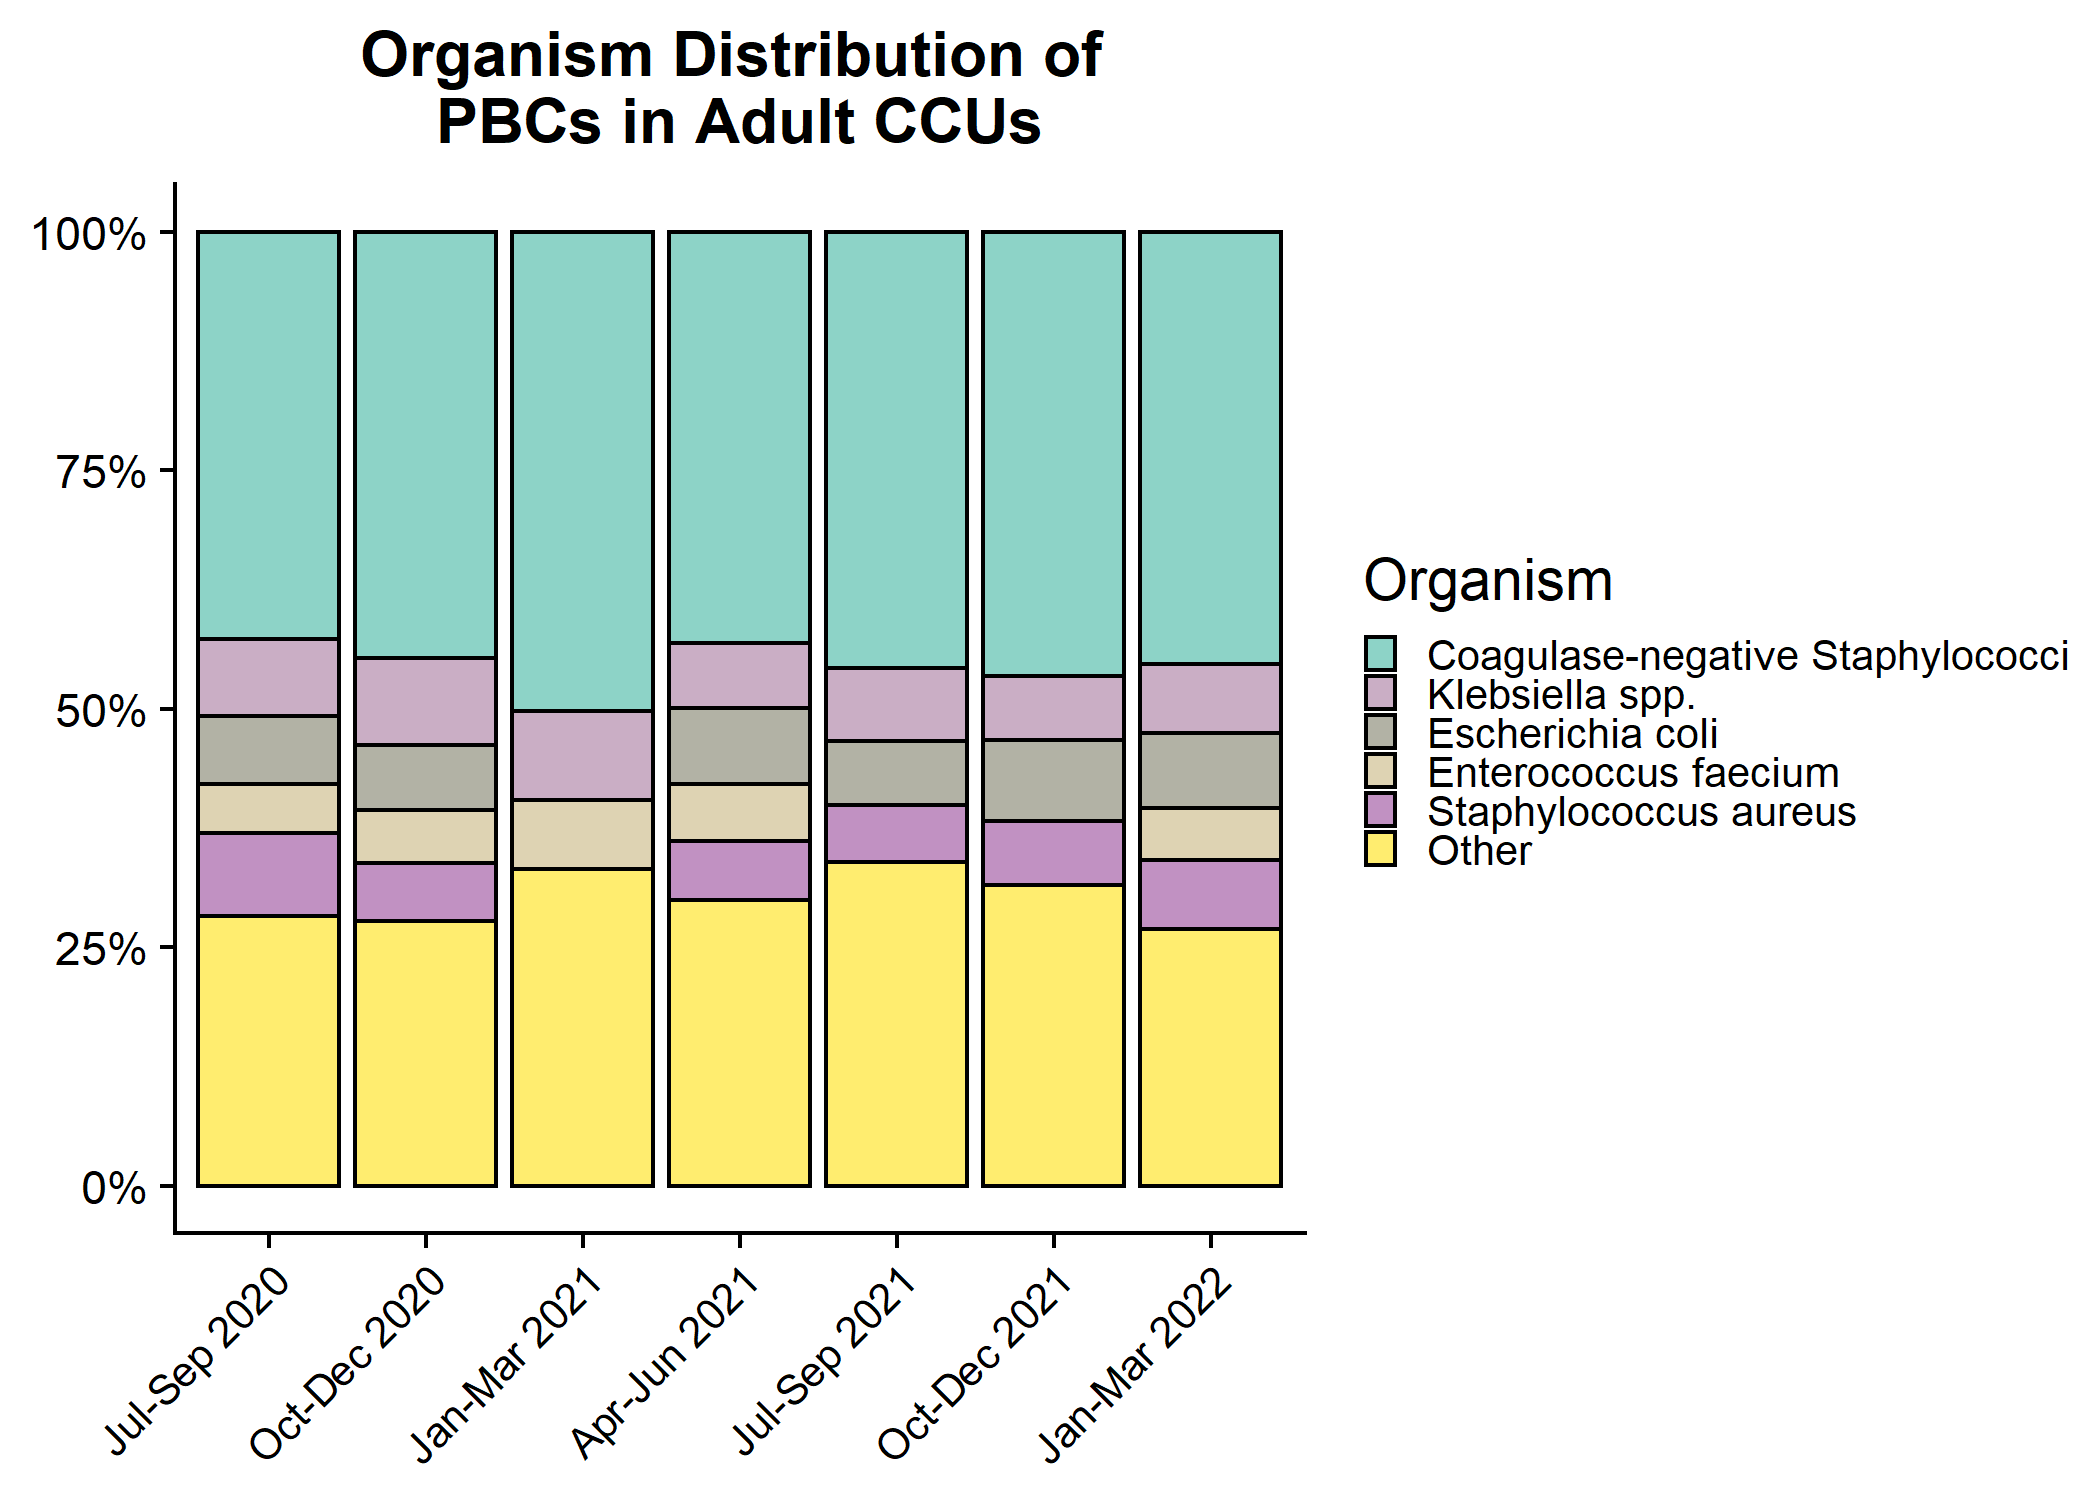 Organism Distribution of
PBCs in Adult CCUs
100%
75%
50%
25%
0%
Jul-Sep 2020
Oct-Dec 2020
Jan-Mar 2021
Apr-Jun 2021
Jul-Sep 2021
Oct-Dec 2021
Jan-Mar 2022
Organism
Coagulase-negative Staphylococci
Klebsiella spp.
Escherichia coli
Enterococcus faecium
Staphylococcus aureus
Other